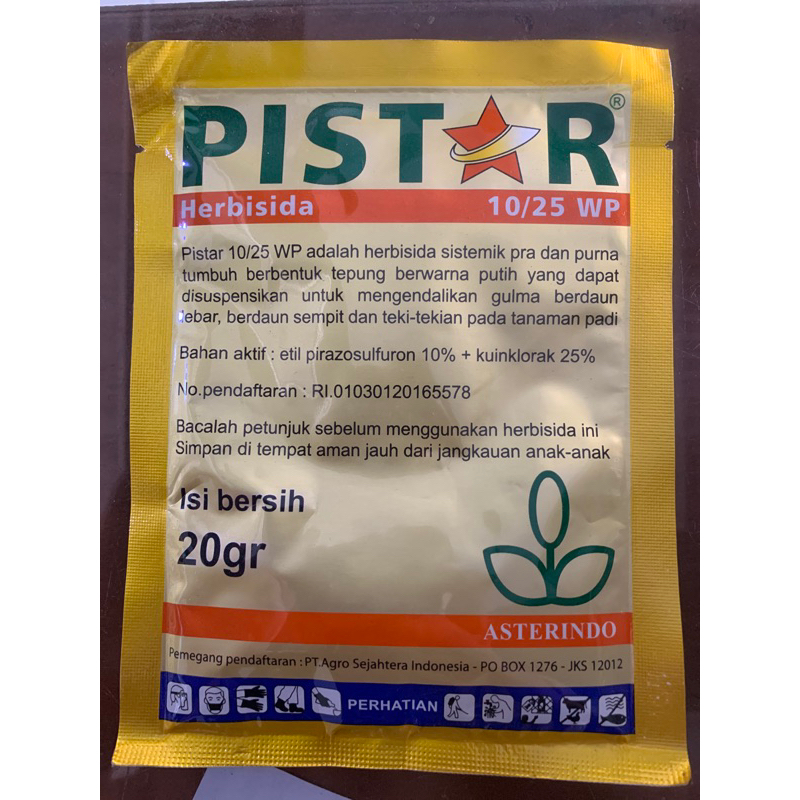 PISTAR®
Herbisida 10/25 WP
Pistar 10/25 WP adalah herbisida sistemik pra dan purna
tumbuh berbentuk tepung berwarna putih yang dapat
disuspensikan untuk mengendalikan gulma berdaun
lebar, berdaun sempit dan teki-tekian pada tanaman padi
Bahan aktif : etil pirazosulfuron 10% + kuinklorak 25%
No.pendaftaran : RI.01030120165578
Bacalah petunjuk sebelum menggunakan herbisida ini
Simpan di tempat aman jauh dari jangkauan anak-anak
Isi bersih
20gr
ASTERINDO
Pemegang pendaftaran : PT.Agro Sejahtera Indonesia - PO BOX 1276 - JKS 12012
PERHATIAN